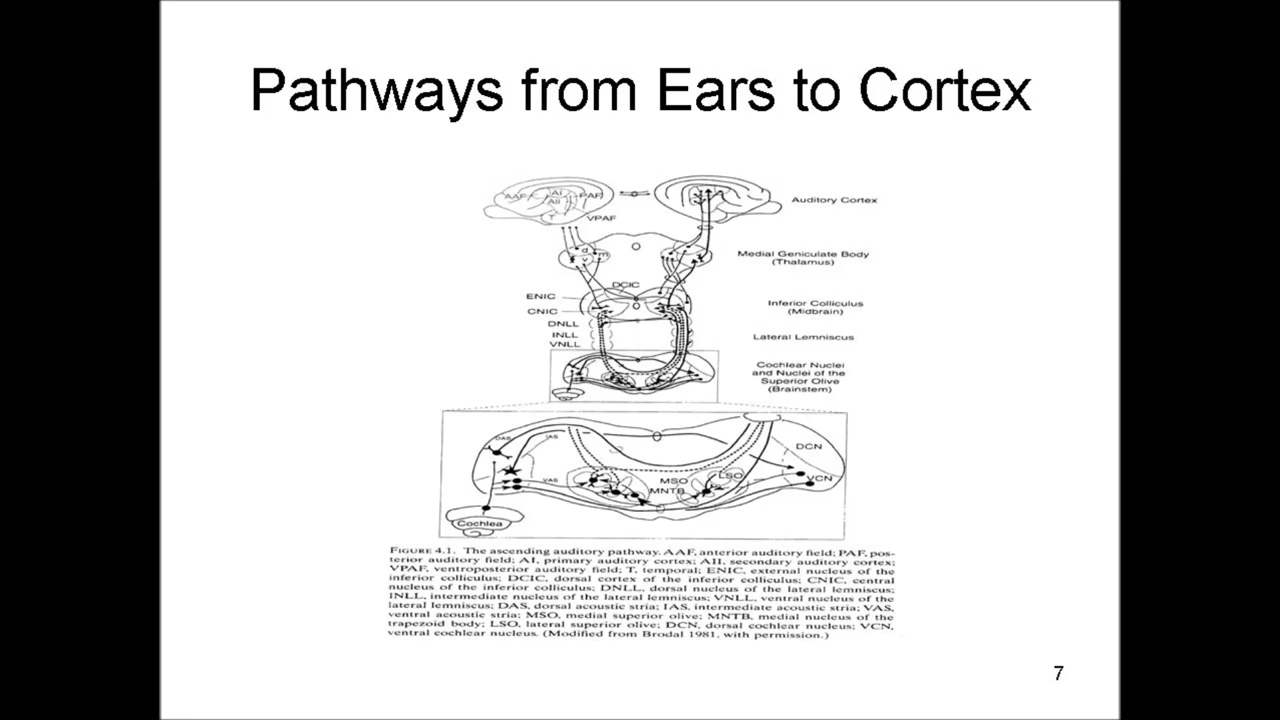 Pathways from Ears to Cortex
AAF
AI
PAF
AII
T
VPAF
Auditory Cortex
d
m
v
Medial Geniculate Body
(Thalamus)
DCIC
ENIC
CNIC
Inferior Colliculus
(Midbrain)
DNLL
INLL
VNLL
Lateral Lemniscus
Cochlear Nuclei
and Nuclei of the
Superior Olive
(Brainstem)
DAS
IAS
DCN
VAS
MSO
LSO
MNTB
VCN
Cochlea
FIGURE 4.1. The ascending auditory pathway. AAF, anterior auditory field; PAF, pos-
terior auditory field; AI, primary auditory cortex; AII, secondary auditory cortex;
VPAF, ventroposterior auditory field; T, temporal; ENIC, external nucleus of the
inferior colliculus; DCIC, dorsal cortex of the inferior colliculus; CNIC, central
nucleus of the inferior colliculus; DNLL, dorsal nucleus of the lateral lemniscus;
INLL, intermediate nucleus of the lateral lemniscus; VNLL, ventral nucleus of the
lateral lemniscus; DAS, dorsal acoustic stria; IAS, intermediate acoustic stria; VAS,
ventral acoustic stria; MSO, medial superior olive; MNTB, medial nucleus of the
trapezoid body; LSO, lateral superior olive; DCN, dorsal cochlear nucleus; VCN,
ventral cochlear nucleus. (Modified from Brodal 1981, with permission.)
7